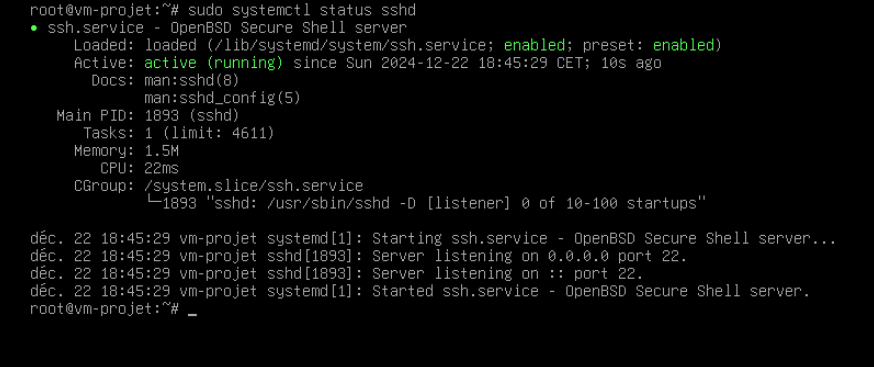 root@vm-projet:~# sudo systemctl status sshd
● ssh.service - OpenBSD Secure Shell server
     Loaded: loaded (/lib/systemd/system/ssh.service; enabled; preset: enabled)
     Active: active (running) since Sun 2024-12-22 18:45:29 CET; 10s ago
       Docs: man:sshd(8)
             man:sshd_config(5)
   Main PID: 1893 (sshd)
      Tasks: 1 (limit: 4611)
     Memory: 1.5M
        CPU: 22ms
     CGroup: /system.slice/ssh.service
             └─1893 "sshd: /usr/sbin/sshd -D [listener] 0 of 10-100 startups"

déc. 22 18:45:29 vm-projet systemd[1]: Starting ssh.service - OpenBSD Secure Shell server...
déc. 22 18:45:29 vm-projet sshd[1893]: Server listening on 0.0.0.0 port 22.
déc. 22 18:45:29 vm-projet sshd[1893]: Server listening on :: port 22.
déc. 22 18:45:29 vm-projet systemd[1]: Started ssh.service - OpenBSD Secure Shell server.
root@vm-projet:~# _